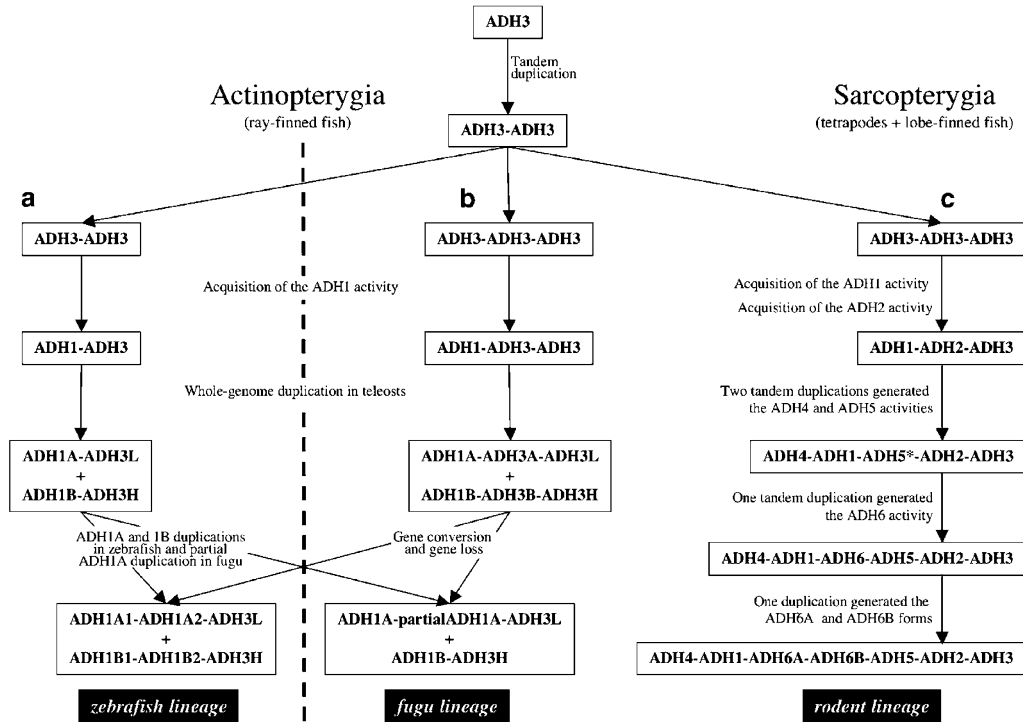 ADH3
Tandem
duplication
Actinopterygia
(ray-finned fish)
Sarcopterygia
(tetrapodes + lobe-finned fish)
ADH3-ADH3
a
b
c
ADH3-ADH3
ADH3-ADH3-ADH3
ADH3-ADH3-ADH3
Acquisition of the ADH1 activity
Acquisition of the ADH1 activity
Acquisition of the ADH2 activity
ADH1-ADH3
ADH1-ADH3-ADH3
ADH1-ADH2-ADH3
Whole-genome duplication in teleosts
Two tandem duplications generated
the ADH4 and ADH5 activities
ADH1A-ADH3L
+
ADH1B-ADH3H
ADH1A-ADH3A-ADH3L
+
ADH1B-ADH3B-ADH3H
ADH4-ADH1-ADH5*-ADH2-ADH3
One tandem duplication generated
the ADH6 activity
ADH1A and 1B duplications
in zebrafish and partial
ADH1A duplication in fugu
Gene conversion
and gene loss
ADH4-ADH1-ADH6-ADH5-ADH2-ADH3
One duplication generated the
ADH6A and ADH6B forms
ADH1A1-ADH1A2-ADH3L
+
ADH1B1-ADH1B2-ADH3H
ADH1A-partialADH1A-ADH3L
+
ADH1B-ADH3H
ADH4-ADH1-ADH6A-ADH6B-ADH5-ADH2-ADH3
zebrafish lineage
fugu lineage
rodent lineage